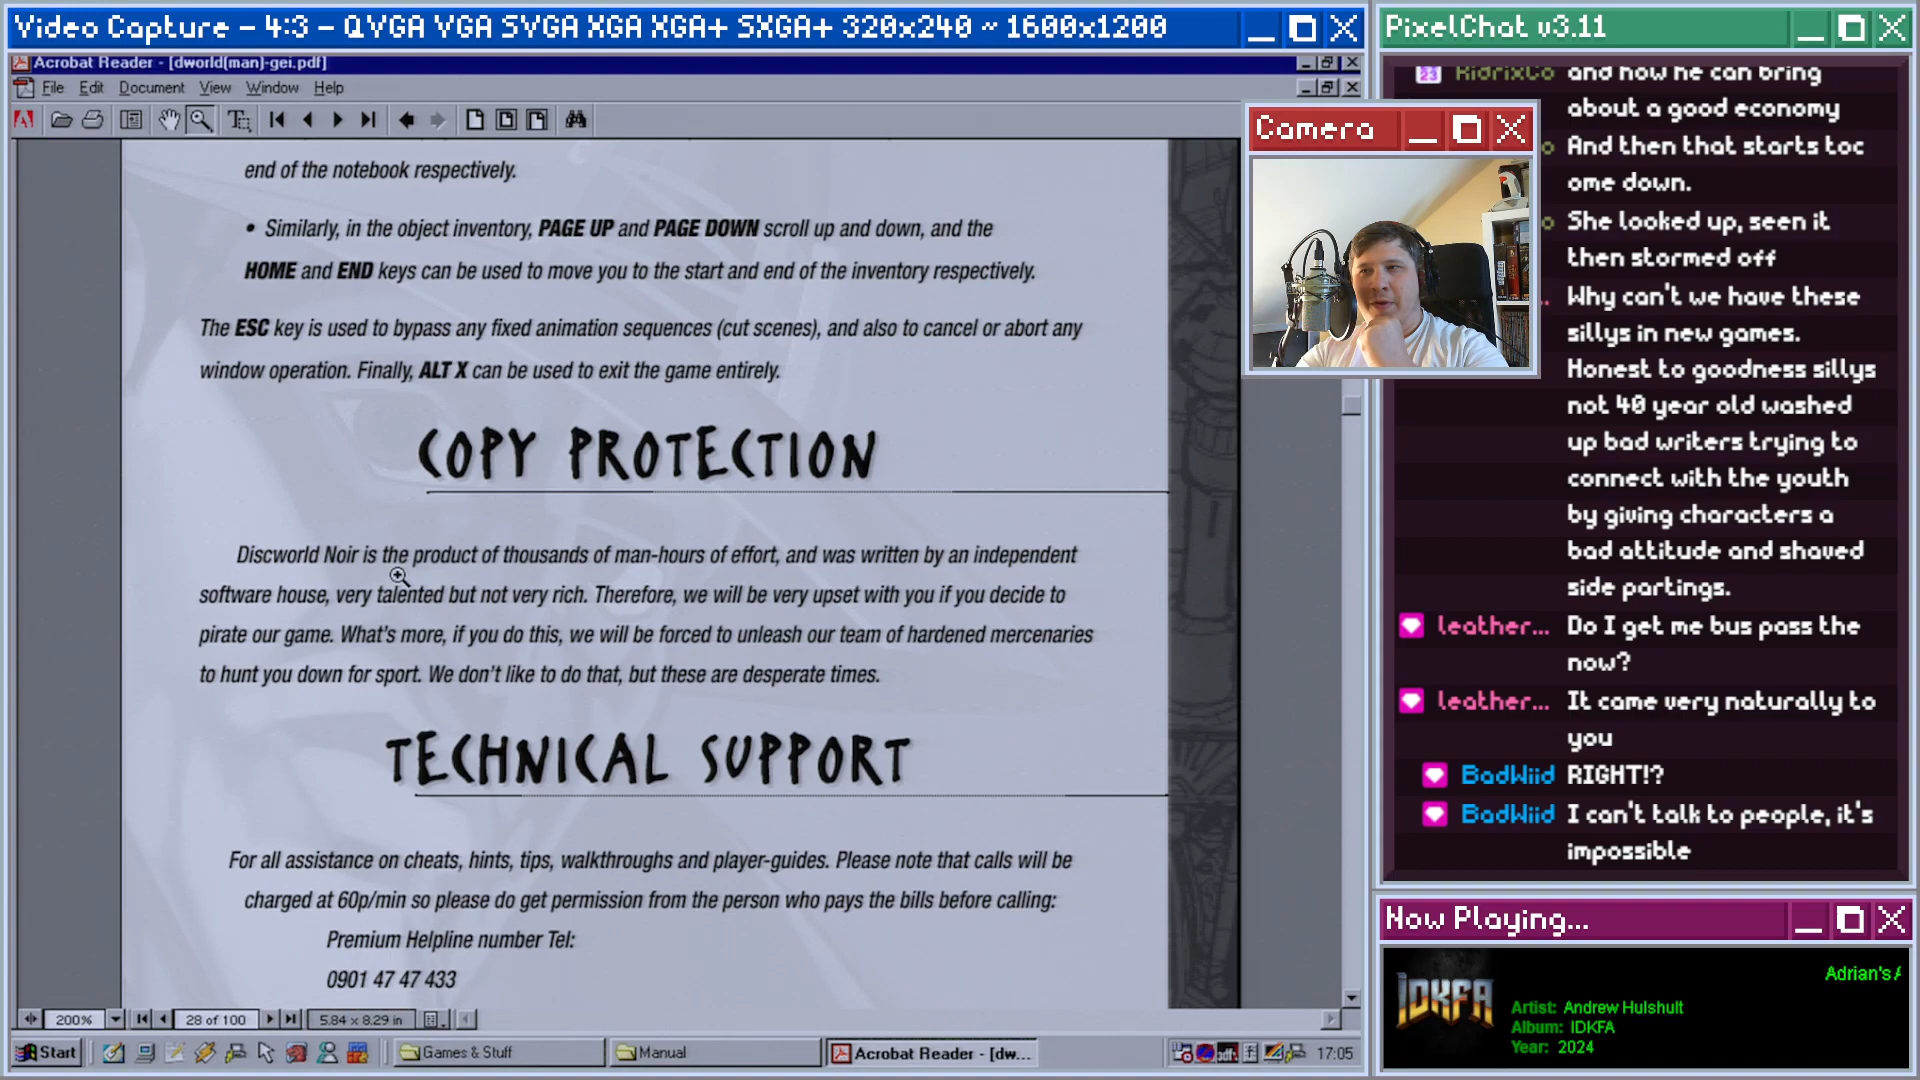 Video Capture - 4:3 - QVGA VGA SVGA XGA XGA+ SXGA+ 320x240 ~ 1600x1200
Acrobat Reader - [dworld(man)-gei.pdf]
File Edit Document View Window Help
end of the notebook respectively.
• Similarly, in the object inventory, PAGE UP and PAGE DOWN scroll up and down, and the
HOME and END keys can be used to move you to the start and end of the inventory respectively.
The ESC key is used to bypass any fixed animation sequences (cut scenes), and also to cancel or abort any
window operation. Finally, ALT X can be used to exit the game entirely.
COPY PROTECTION
Discworld Noir is the product of thousands of man-hours of effort, and was written by an independent
software house, very talented but not very rich. Therefore, we will be very upset with you if you decide to
pirate our game. What's more, if you do this, we will be forced to unleash our team of hardened mercenaries
to hunt you down for sport. We don't like to do that, but these are desperate times.
TECHNICAL SUPPORT
For all assistance on cheats, hints, tips, walkthroughs and player-guides. Please note that calls will be
charged at 60p/min so please do get permission from the person who pays the bills before calling:
Premium Helpline number Tel:
0901 47 47 433
200% 28 of 100 5.84 x 8.29 in
Start Games & Stuff Manual Acrobat Reader - [dw... 17:05
Camera
PixelChat v3.11
23 RidrixCo and how he can bring
about a good economy
And then that starts toc
ome down.
She looked up, seen it
then stormed off
Why can't we have these
sillys in new games.
Honest to goodness sillys
not 40 year old washed
up bad writers trying to
connect with the youth
by giving characters a
bad attitude and shaved
side partings.
leather... Do I get me bus pass the
now?
leather... It came very naturally to
you
BadWiid RIGHT!?
BadWiid I can't talk to people, it's
impossible
Now Playing...
IDKFA
Adrian's A
Artist: Andrew Hulshult
Album: IDKFA
Year: 2024